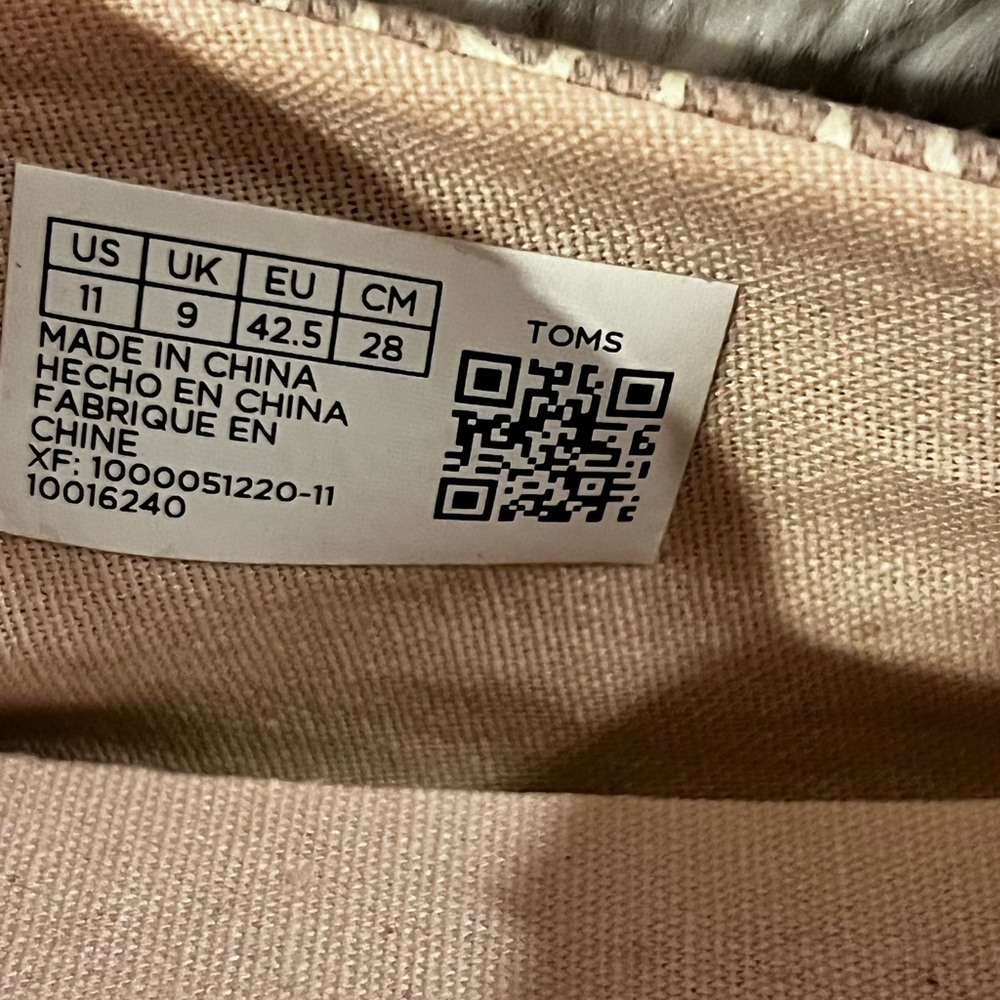 US UK EU CM
11 9 42.5 28
MADE IN CHINA
HECHO EN CHINA
FABRIQUE EN
CHINE
XF: 1000051220-11
10016240
TOMS